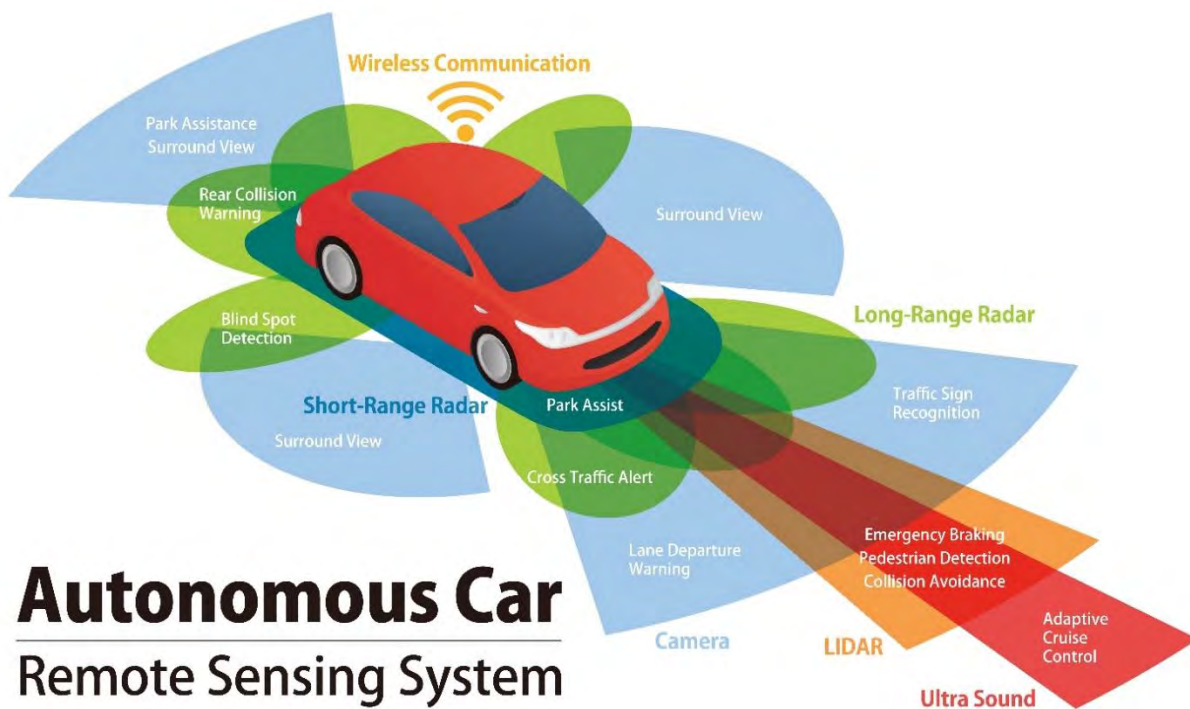 Wireless Communication
Park Assistance
Surround View
Rear Collision
Warning
Surround View
Blind Spot
Detection
Long-Range Radar
Short-Range Radar
Park Assist
Traffic Sign
Recognition
Surround View
Cross Traffic Alert
Lane Departure
Warning
Emergency Braking
Pedestrian Detection
Collision Avoidance
Camera
LIDAR
Adaptive
Cruise
Control
Ultra Sound
Autonomous Car
Remote Sensing System